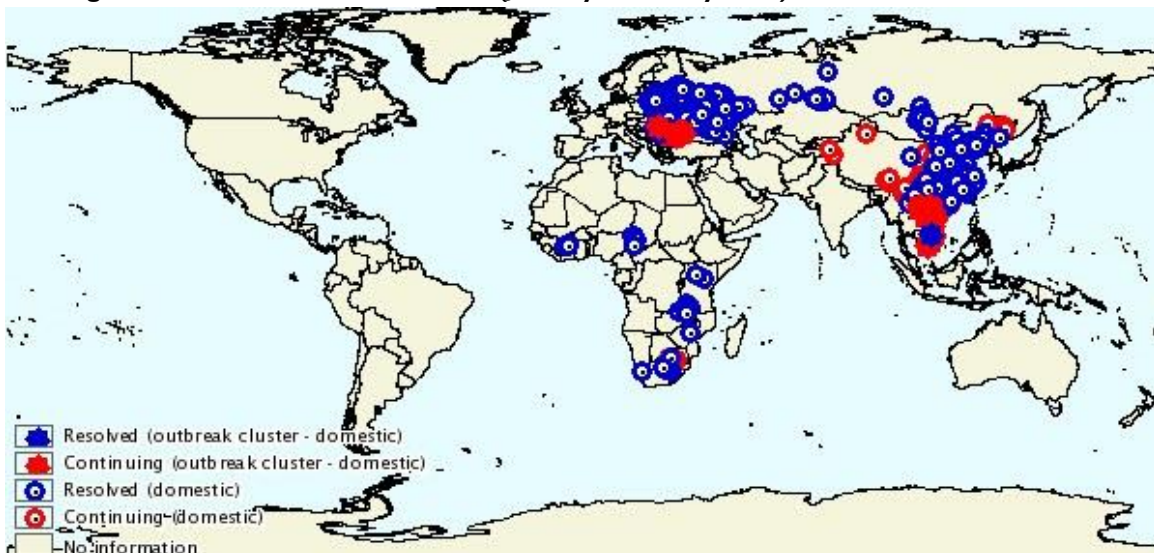 Resolved (outbreak cluster - domestic)
Continuing (outbreak cluster - domestic)
Resolved (domestic)
Continuing (domestic)
No information